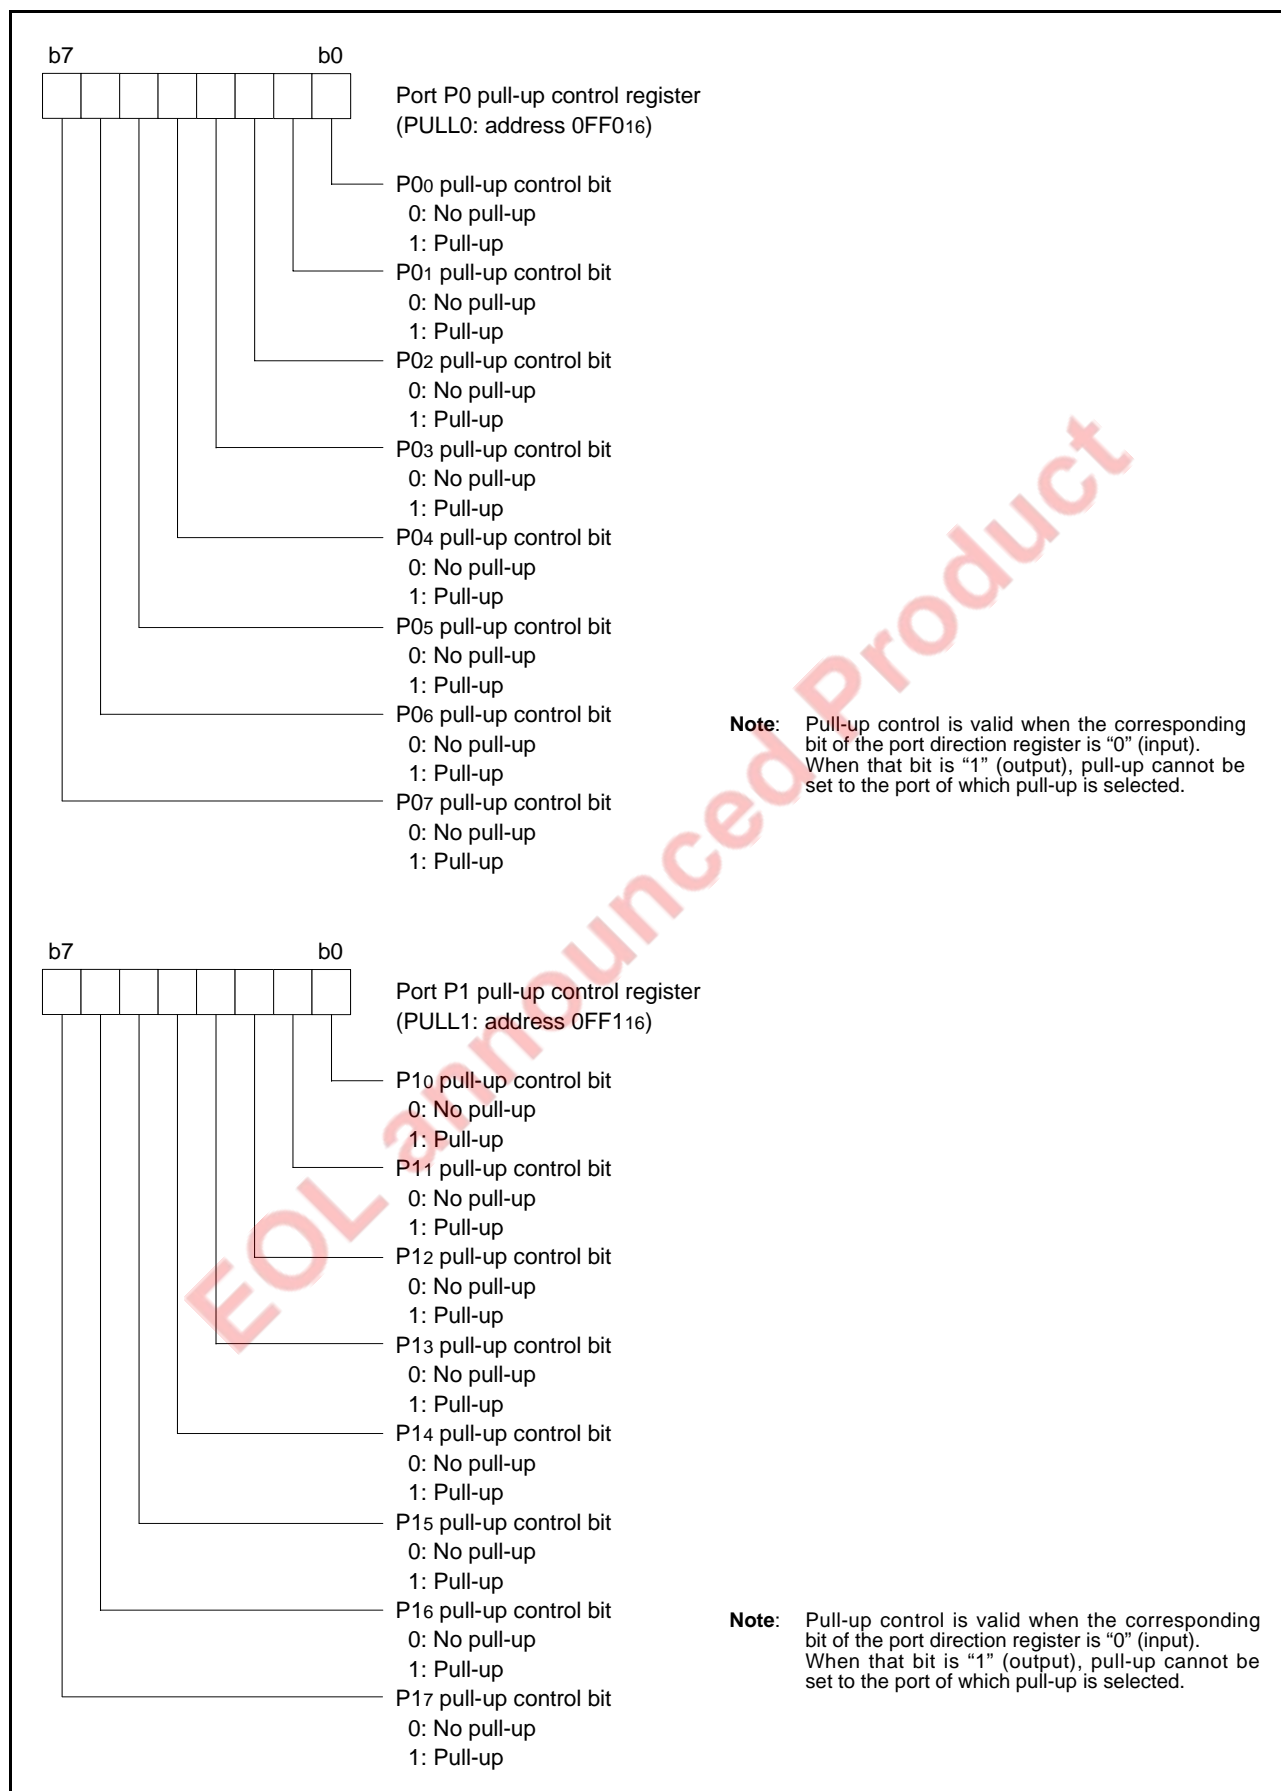 b7 b0
Port P0 pull-up control register
(PULL0: address 0FF016)
P00 pull-up control bit
0: No pull-up
1: Pull-up
P01 pull-up control bit
0: No pull-up
1: Pull-up
P02 pull-up control bit
0: No pull-up
1: Pull-up
P03 pull-up control bit
0: No pull-up
1: Pull-up
P04 pull-up control bit
0: No pull-up
1: Pull-up
P05 pull-up control bit
0: No pull-up
1: Pull-up
P06 pull-up control bit
0: No pull-up
1: Pull-up
P07 pull-up control bit
0: No pull-up
1: Pull-up
Note: Pull-up control is valid when the corresponding
bit of the port direction register is “0” (input).
When that bit is “1” (output), pull-up cannot be
set to the port of which pull-up is selected.
b7 b0
Port P1 pull-up control register
(PULL1: address 0FF116)
P10 pull-up control bit
0: No pull-up
1: Pull-up
P11 pull-up control bit
0: No pull-up
1: Pull-up
P12 pull-up control bit
0: No pull-up
1: Pull-up
P13 pull-up control bit
0: No pull-up
1: Pull-up
P14 pull-up control bit
0: No pull-up
1: Pull-up
P15 pull-up control bit
0: No pull-up
1: Pull-up
P16 pull-up control bit
0: No pull-up
1: Pull-up
P17 pull-up control bit
0: No pull-up
1: Pull-up
Note: Pull-up control is valid when the corresponding
bit of the port direction register is “0” (input).
When that bit is “1” (output), pull-up cannot be
set to the port of which pull-up is selected.
EOL announced Product